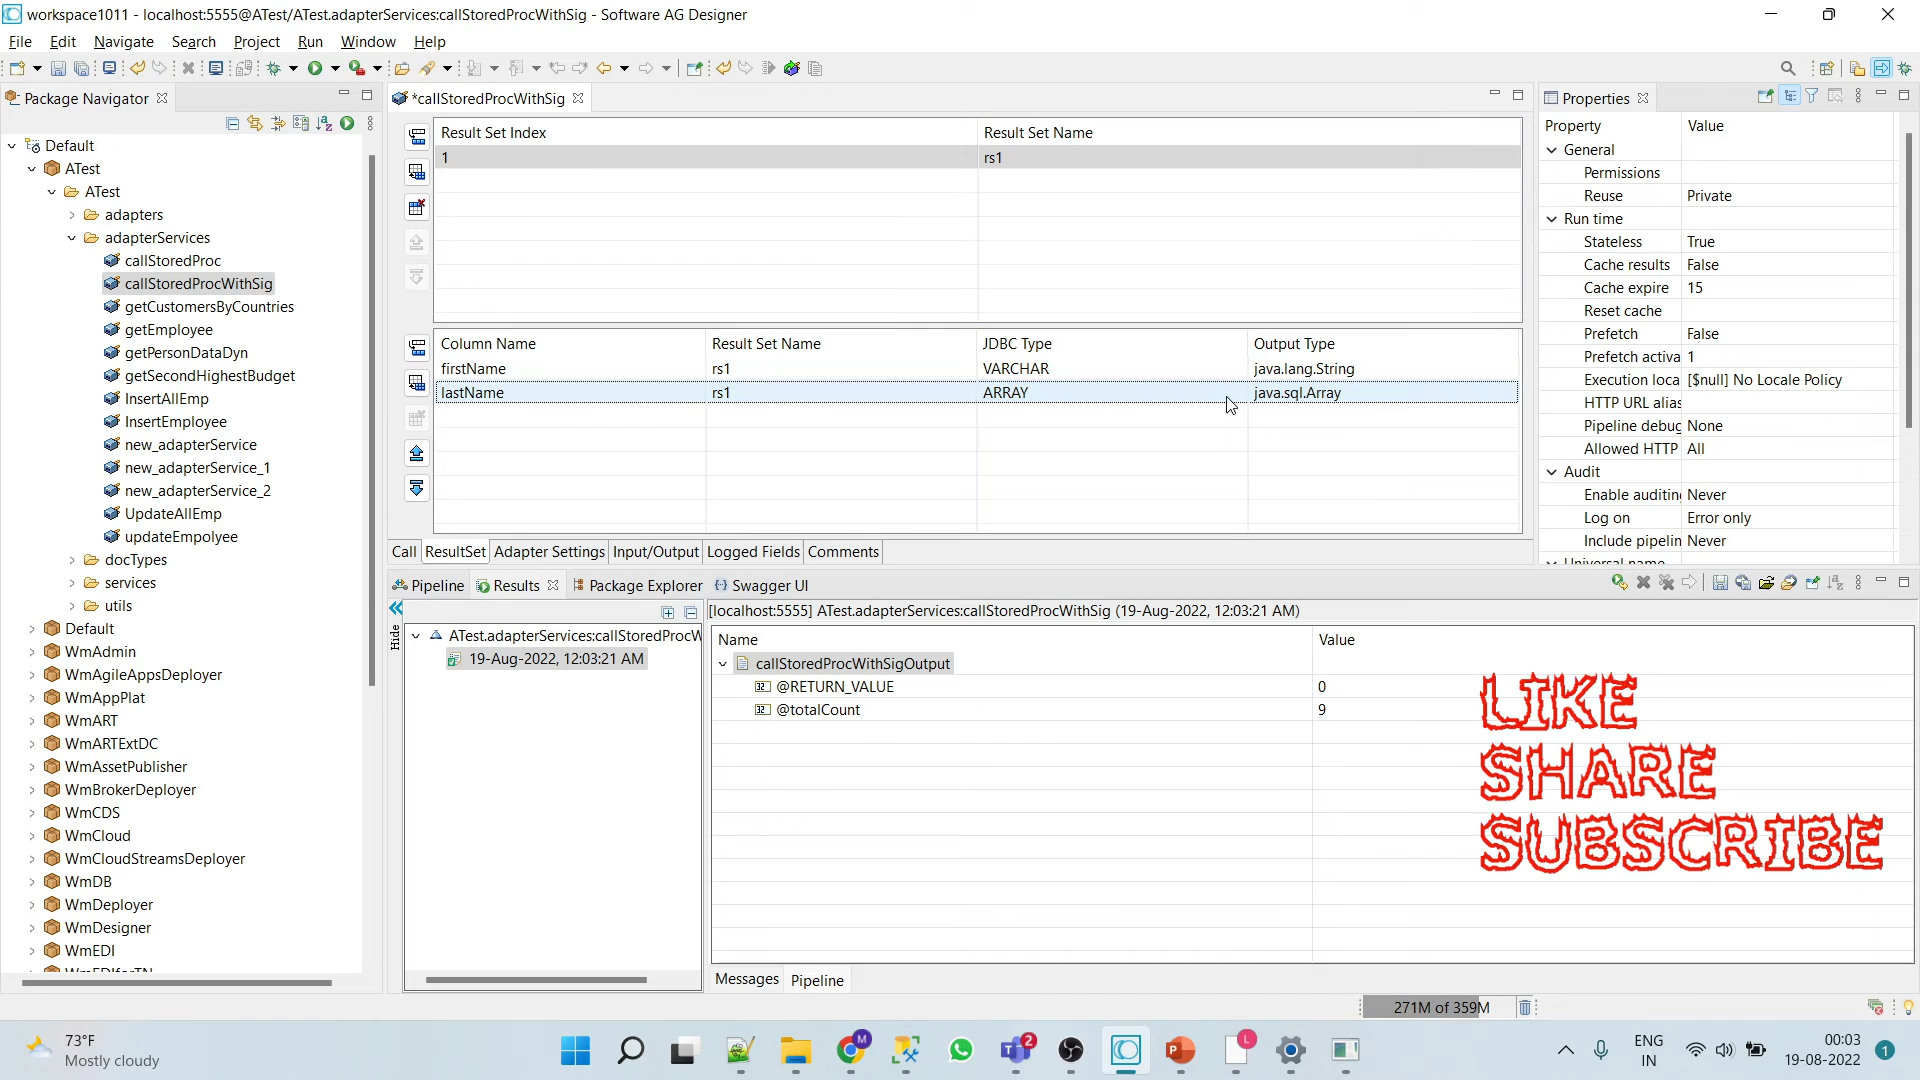 workspace1011 - localhost:5555@ATest/ATest.adapterServices:callStoredProcWithSig - Software AG Designer
File Edit Navigate Search Project Run Window Help
Package Navigator
Default
ATest
ATest
adapters
adapterServices
callStoredProc
callStoredProcWithSig
getCustomersByCountries
getEmployee
getPersonDataDyn
getSecondHighestBudget
InsertAllEmp
InsertEmployee
new_adapterService
new_adapterService_1
new_adapterService_2
UpdateAllEmp
updateEmpolyee
docTypes
services
utils
Default
WmAdmin
WmAgileAppsDeployer
WmAppPlat
WmART
WmARTExtDC
WmAssetPublisher
WmBrokerDeployer
WmCDS
WmCloud
WmCloudStreamsDeployer
WmDB
WmDeployer
WmDesigner
WmEDI
*callStoredProcWithSig
Result Set Index Result Set Name
1 rs1
Column Name Result Set Name JDBC Type Output Type
firstName rs1 VARCHAR java.lang.String
lastName rs1 ARRAY java.sql.Array
Call ResultSet Adapter Settings Input/Output Logged Fields Comments
Properties
Property Value
General
Permissions
Reuse Private
Run time
Stateless True
Cache results False
Cache expire 15
Reset cache
Prefetch False
Prefetch activa 1
Execution loca [$null] No Locale Policy
HTTP URL alias
Pipeline debug None
Allowed HTTP All
Audit
Enable auditing Never
Log on Error only
Include pipelin Never
Pipeline Results Package Explorer Swagger UI
Hide
ATest.adapterServices:callStoredProcW
19-Aug-2022, 12:03:21 AM
[localhost:5555] ATest.adapterServices:callStoredProcWithSig (19-Aug-2022, 12:03:21 AM)
Name Value
callStoredProcWithSigOutput
@RETURN_VALUE 0
@totalCount 9
LIKE
SHARE
SUBSCRIBE
Messages Pipeline
271M of 359M
73°F
Mostly cloudy
M
2
L
ENG
IN
00:03
19-08-2022
1